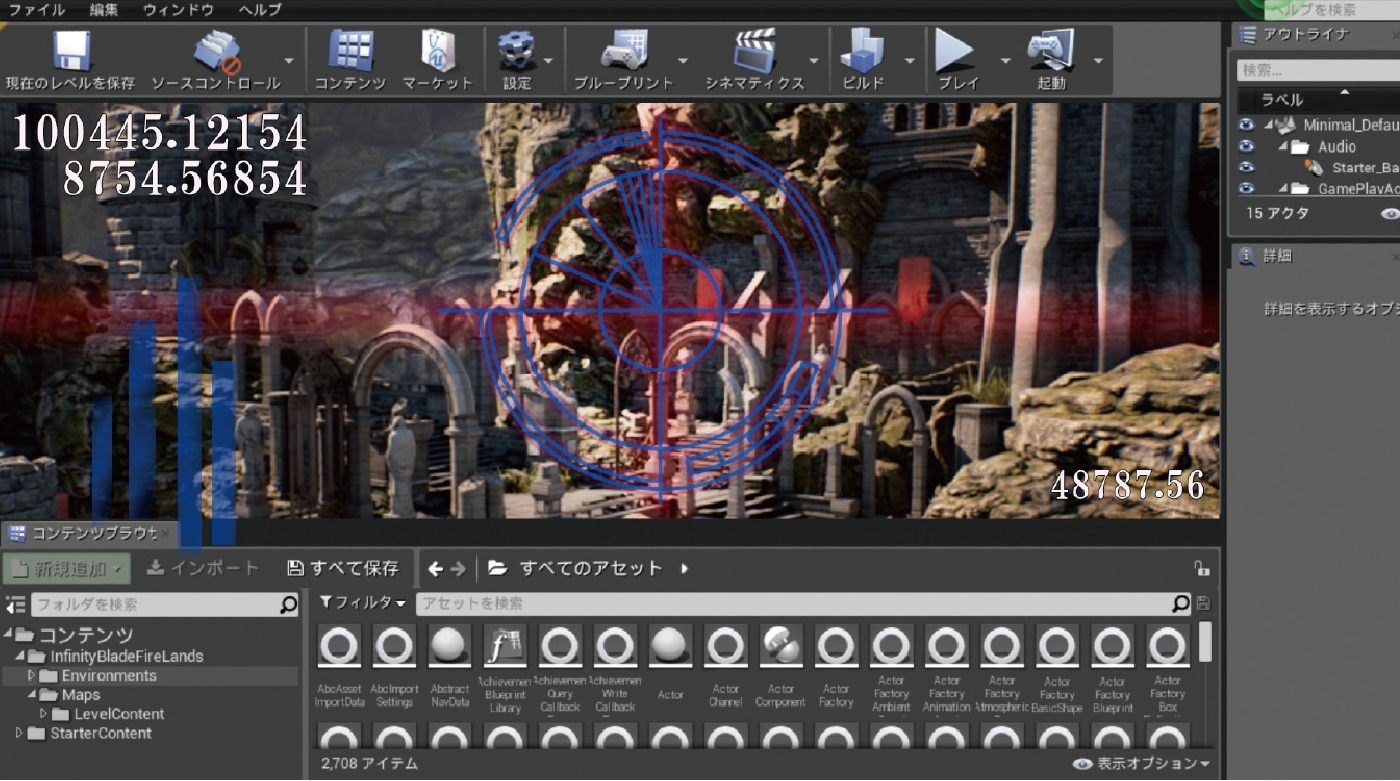 ファイル 編集 ウィンドウ ヘルプ
ヘルプを検索
現在のレベルを保存 ソースコントロール コンテンツ マーケット 設定 ブループリント シネマティクス ビルド プレイ 起動
アウトライナ
検索...
ラベル
Minimal_Defau
Audio
Starter_Ba
GamePlayAc
15 アクタ
詳細
詳細を表示するオプシ
100445.12154
8754.56854
48787.56
コンテンツブラウザ
新規追加 インポート すべて保存 すべてのアセット
フォルダを検索
フィルタ アセットを検索
コンテンツ
InfinityBladeFireLands
Environments
Maps
LevelContent
StarterContent
AbcAsset ImportData
AbcImport Settings
Abstract NavData
Achievemen Blueprint Library
Achievemen Query Callback
Achievemen Write Callback
Actor
Actor Channel
Actor Component
Actor Factory
Actor Factory Ambient
Actor Factory Animation
Actor Factory Atmospheric
Actor Factory BasicShape
Actor Factory Blueprint
Actor Factory Box
2,708 アイテム
表示オプション